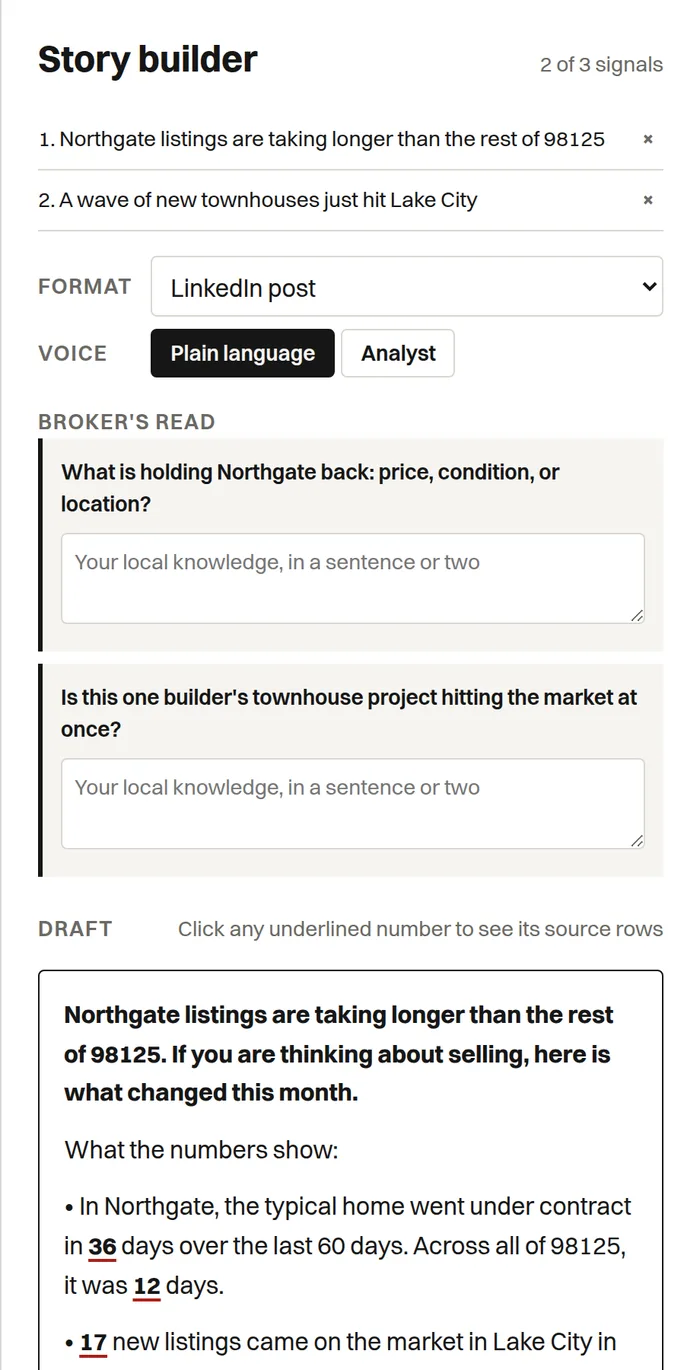 Story builder
2 of 3 signals
1. Northgate listings are taking longer than the rest of 98125 ×
2. A wave of new townhouses just hit Lake City ×
FORMAT LinkedIn post
VOICE Plain language Analyst
BROKER'S READ
What is holding Northgate back: price, condition, or
location?
Your local knowledge, in a sentence or two
Is this one builder's townhouse project hitting the market at
once?
Your local knowledge, in a sentence or two
DRAFT Click any underlined number to see its source rows
Northgate listings are taking longer than the rest
of 98125. If you are thinking about selling, here is
what changed this month.
What the numbers show:
• In Northgate, the typical home went under contract
in 36 days over the last 60 days. Across all of 98125,
it was 12 days.
• 17 new listings came on the market in Lake City in